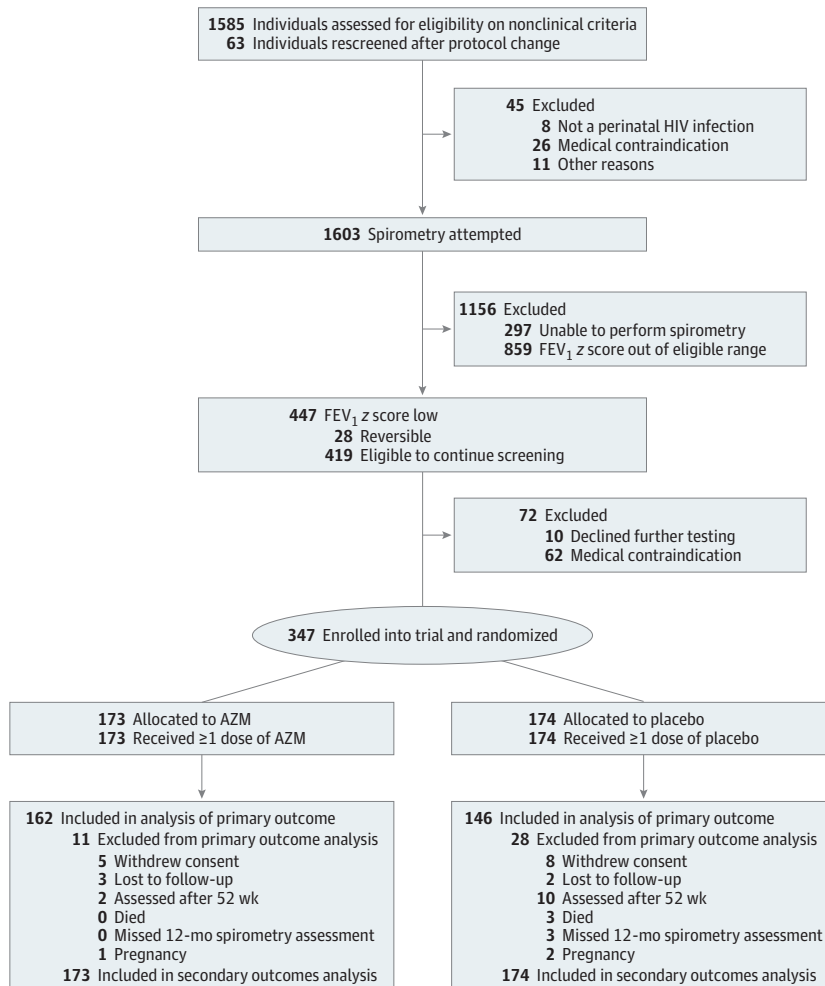 1585 Individuals assessed for eligibility on nonclinical criteria
63 Individuals rescreened after protocol change
45 Excluded
8 Not a perinatal HIV infection
26 Medical contraindication
11 Other reasons
1603 Spirometry attempted
1156 Excluded
297 Unable to perform spirometry
859 FEV1 z score out of eligible range
447 FEV1 z score low
28 Reversible
419 Eligible to continue screening
72 Excluded
10 Declined further testing
62 Medical contraindication
347 Enrolled into trial and randomized
173 Allocated to AZM
173 Received ≥1 dose of AZM
174 Allocated to placebo
174 Received ≥1 dose of placebo
162 Included in analysis of primary outcome
11 Excluded from primary outcome analysis
5 Withdrew consent
3 Lost to follow-up
2 Assessed after 52 wk
0 Died
0 Missed 12-mo spirometry assessment
1 Pregnancy
173 Included in secondary outcomes analysis
146 Included in analysis of primary outcome
28 Excluded from primary outcome analysis
8 Withdrew consent
2 Lost to follow-up
10 Assessed after 52 wk
3 Died
3 Missed 12-mo spirometry assessment
2 Pregnancy
174 Included in secondary outcomes analysis